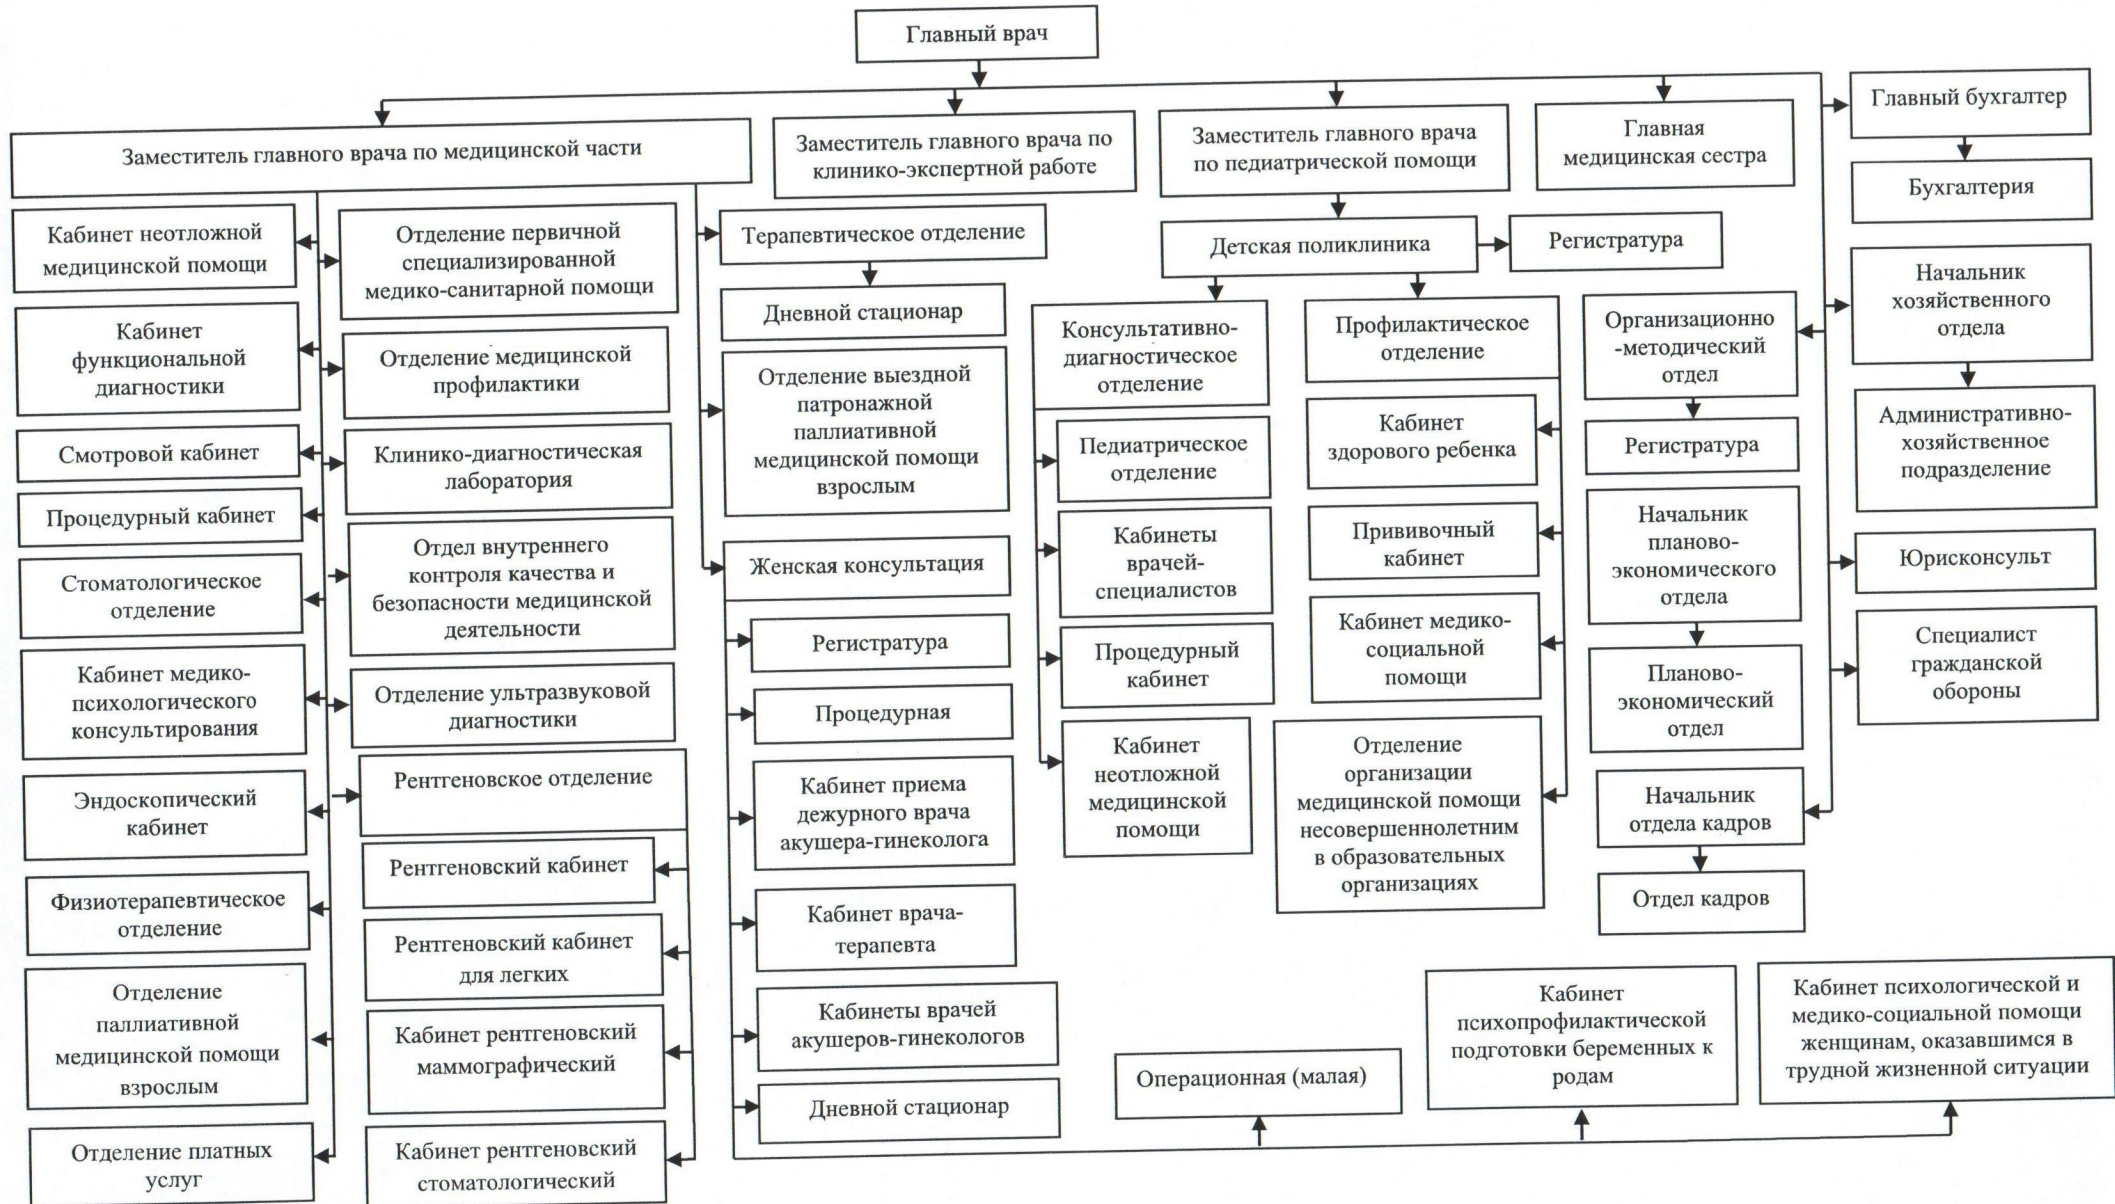 Главный врач
Заместитель главного врача по медицинской части
Заместитель главного врача по
клинико-экспертной работе
Заместитель главного врача
по педиатрической помощи
Главная
медицинская сестра
Главный бухгалтер
Бухгалтерия
Кабинет неотложной
медицинской помощи
Кабинет
функциональной
диагностики
Смотровой кабинет
Процедурный кабинет
Стоматологическое
отделение
Кабинет медико-
психологического
консультирования
Эндоскопический
кабинет
Физиотерапевтическое
отделение
Отделение
паллиативной
медицинской помощи
взрослым
Отделение платных
услуг
Отделение первичной
специализированной
медико-санитарной помощи
Отделение медицинской
профилактики
Клинико-диагностическая
лаборатория
Отдел внутреннего
контроля качества и
безопасности медицинской
деятельности
Отделение ультразвуковой
диагностики
Рентгеновское отделение
Рентгеновский кабинет
Рентгеновский кабинет
для легких
Кабинет рентгеновский
маммографический
Кабинет рентгеновский
стоматологический
Терапевтическое отделение
Дневной стационар
Отделение выездной
патронажной
паллиативной
медицинской помощи
взрослым
Женская консультация
Регистратура
Процедурная
Кабинет приема
дежурного врача
акушера-гинеколога
Кабинет врача-
терапевта
Кабинеты врачей
акушеров-гинекологов
Дневной стационар
Операционная (малая)
Кабинет
психопрофилактической
подготовки беременных к
родам
Кабинет психологической и
медико-социальной помощи
женщинам, оказавшимся в
трудной жизненной ситуации
Детская поликлиника
Регистратура
Консультативно-
диагностическое
отделение
Педиатрическое
отделение
Кабинеты
врачей-
специалистов
Процедурный
кабинет
Кабинет
неотложной
медицинской
помощи
Профилактическое
отделение
Кабинет
здорового ребенка
Прививочный
кабинет
Кабинет медико-
социальной
помощи
Отделение
организации
медицинской помощи
несовершеннолетним
в образовательных
организациях
Организационно
-методический
отдел
Регистратура
Начальник
планово-
экономического
отдела
Планово-
экономический
отдел
Начальник
отдела кадров
Отдел кадров
Начальник
хозяйственного
отдела
Административно-
хозяйственное
подразделение
Юрисконсульт
Специалист
гражданской
обороны